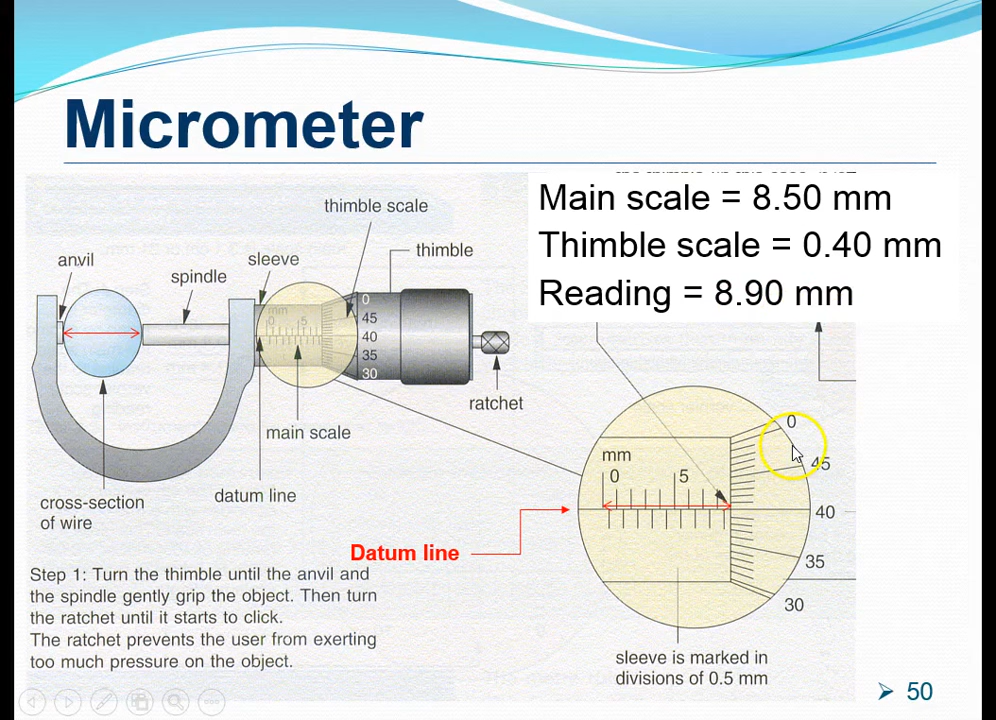 Micrometer
Main scale = 8.50 mm
Thimble scale = 0.40 mm
Reading = 8.90 mm
thimble scale
thimble
anvil
sleeve
spindle
mm
0
5
0
45
40
35
30
ratchet
main scale
datum line
cross-section
of wire
mm
0
5
0
45
40
35
30
Datum line
Step 1: Turn the thimble until the anvil and
the spindle gently grip the object. Then turn
the ratchet until it starts to click.
The ratchet prevents the user from exerting
too much pressure on the object.
sleeve is marked in
divisions of 0.5 mm
50